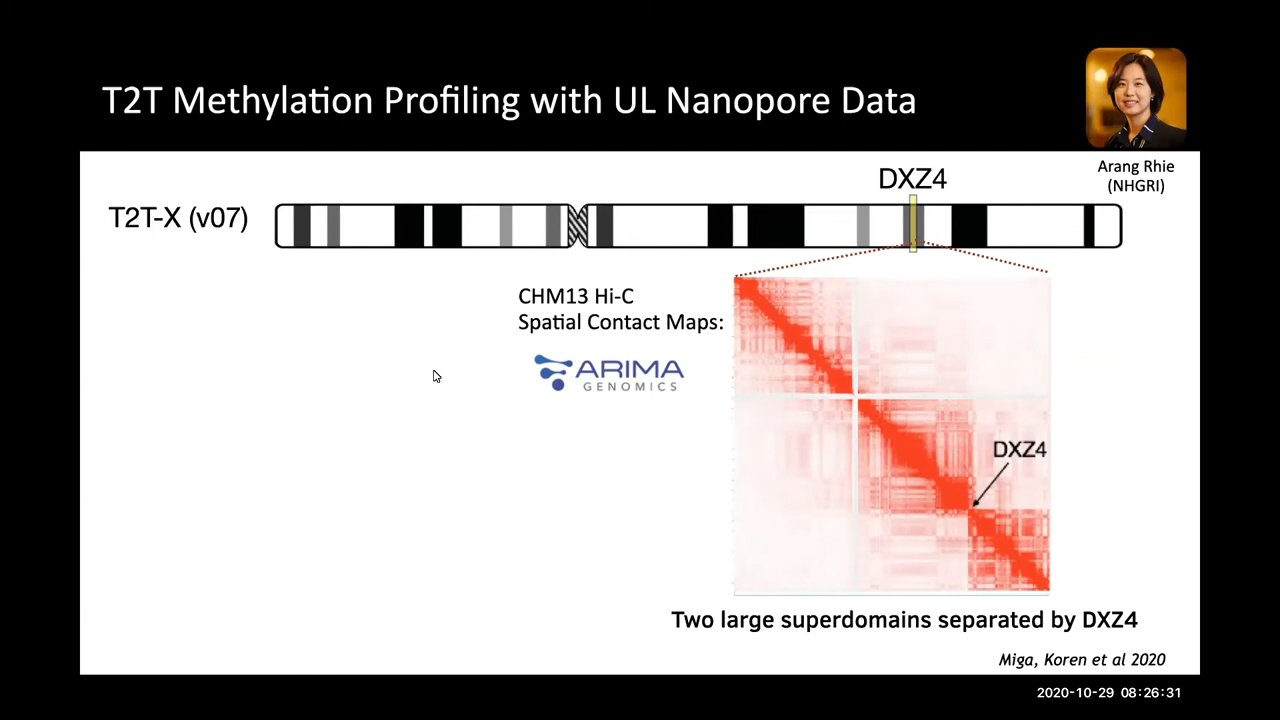 T2T Methylation Profiling with UL Nanopore Data
Arang Rhie
(NHGRI)
DXZ4
T2T-X (v07)
CHM13 Hi-C
Spatial Contact Maps:
ARIMA
GENOMICS
DXZ4
Two large superdomains separated by DXZ4
Miga, Koren et al 2020
2020-10-29 08:26:31